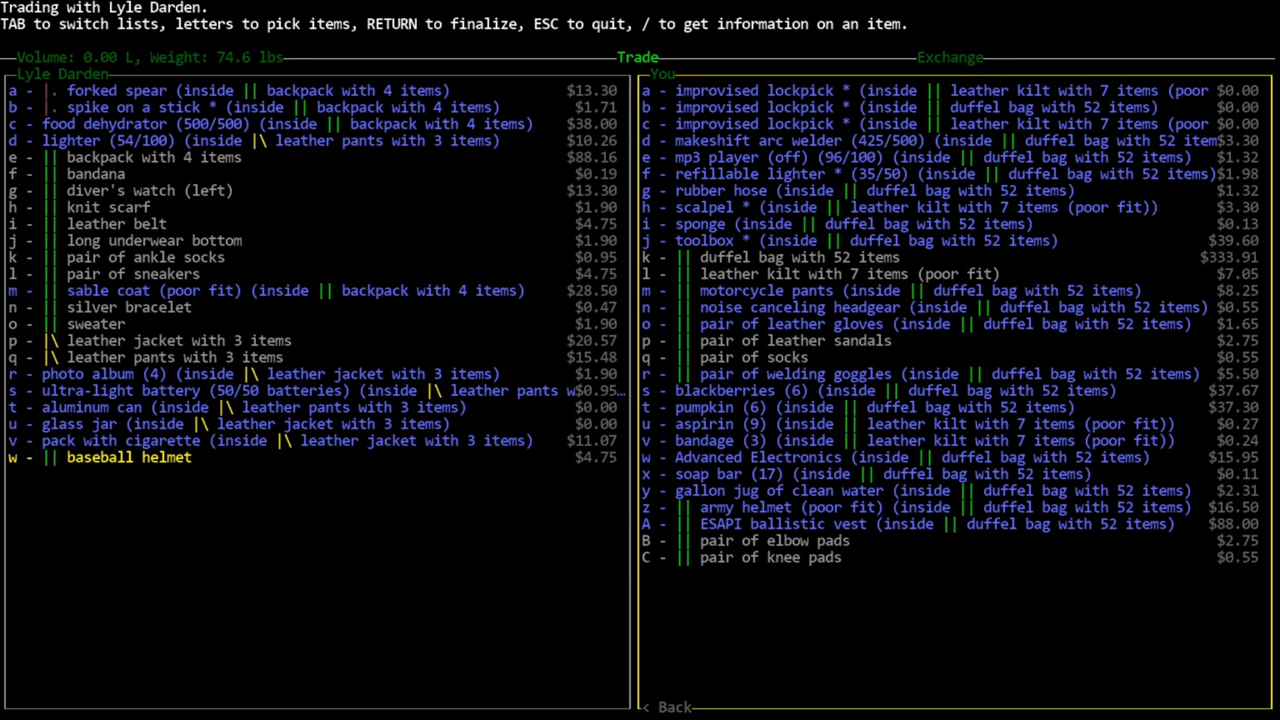 Trading with Lyle Darden.
TAB to switch lists, letters to pick items, RETURN to finalize, ESC to quit, / to get information on an item.
Volume: 0.00 L, Weight: 74.6 lbs Trade Exchange
Lyle Darden
a - |. forked spear (inside || backpack with 4 items) $13.30
b - |. spike on a stick * (inside || backpack with 4 items) $1.71
c - food dehydrator (500/500) (inside || backpack with 4 items) $38.00
d - lighter (54/100) (inside |\ leather pants with 3 items) $10.26
e - || backpack with 4 items $88.16
f - || bandana $0.19
g - || diver's watch (left) $13.30
h - || knit scarf $1.90
i - || leather belt $4.75
j - || long underwear bottom $1.90
k - || pair of ankle socks $0.95
l - || pair of sneakers $4.75
m - || sable coat (poor fit) (inside || backpack with 4 items) $28.50
n - || silver bracelet $0.47
o - || sweater $1.90
p - |\ leather jacket with 3 items $20.57
q - |\ leather pants with 3 items $15.48
r - photo album (4) (inside |\ leather jacket with 3 items) $1.90
s - ultra-light battery (50/50 batteries) (inside |\ leather pants w$0.95…
t - aluminum can (inside |\ leather pants with 3 items) $0.00
u - glass jar (inside |\ leather jacket with 3 items) $0.00
v - pack with cigarette (inside |\ leather jacket with 3 items) $11.07
w - || baseball helmet $4.75
You
a - improvised lockpick * (inside || leather kilt with 7 items (poor $0.00
b - improvised lockpick * (inside || duffel bag with 52 items) $0.00
c - improvised lockpick * (inside || leather kilt with 7 items (poor $0.00
d - makeshift arc welder (425/500) (inside || duffel bag with 52 item$3.30
e - mp3 player (off) (96/100) (inside || duffel bag with 52 items) $1.32
f - refillable lighter * (35/50) (inside || duffel bag with 52 items)$1.98
g - rubber hose (inside || duffel bag with 52 items) $1.32
h - scalpel * (inside || leather kilt with 7 items (poor fit)) $3.30
i - sponge (inside || duffel bag with 52 items) $0.13
j - toolbox * (inside || duffel bag with 52 items) $39.60
k - || duffel bag with 52 items $333.91
l - || leather kilt with 7 items (poor fit) $7.05
m - || motorcycle pants (inside || duffel bag with 52 items) $8.25
n - || noise canceling headgear (inside || duffel bag with 52 items) $0.55
o - || pair of leather gloves (inside || duffel bag with 52 items) $1.65
p - || pair of leather sandals $2.75
q - || pair of socks $0.55
r - || pair of welding goggles (inside || duffel bag with 52 items) $5.50
s - blackberries (6) (inside || duffel bag with 52 items) $37.67
t - pumpkin (6) (inside || duffel bag with 52 items) $37.30
u - aspirin (9) (inside || leather kilt with 7 items (poor fit)) $0.27
v - bandage (3) (inside || leather kilt with 7 items (poor fit)) $0.24
w - Advanced Electronics (inside || duffel bag with 52 items) $15.95
x - soap bar (17) (inside || duffel bag with 52 items) $0.11
y - gallon jug of clean water (inside || duffel bag with 52 items) $2.31
z - || army helmet (poor fit) (inside || duffel bag with 52 items) $16.50
A - || ESAPI ballistic vest (inside || duffel bag with 52 items) $88.00
B - || pair of elbow pads $2.75
C - || pair of knee pads $0.55
< Back